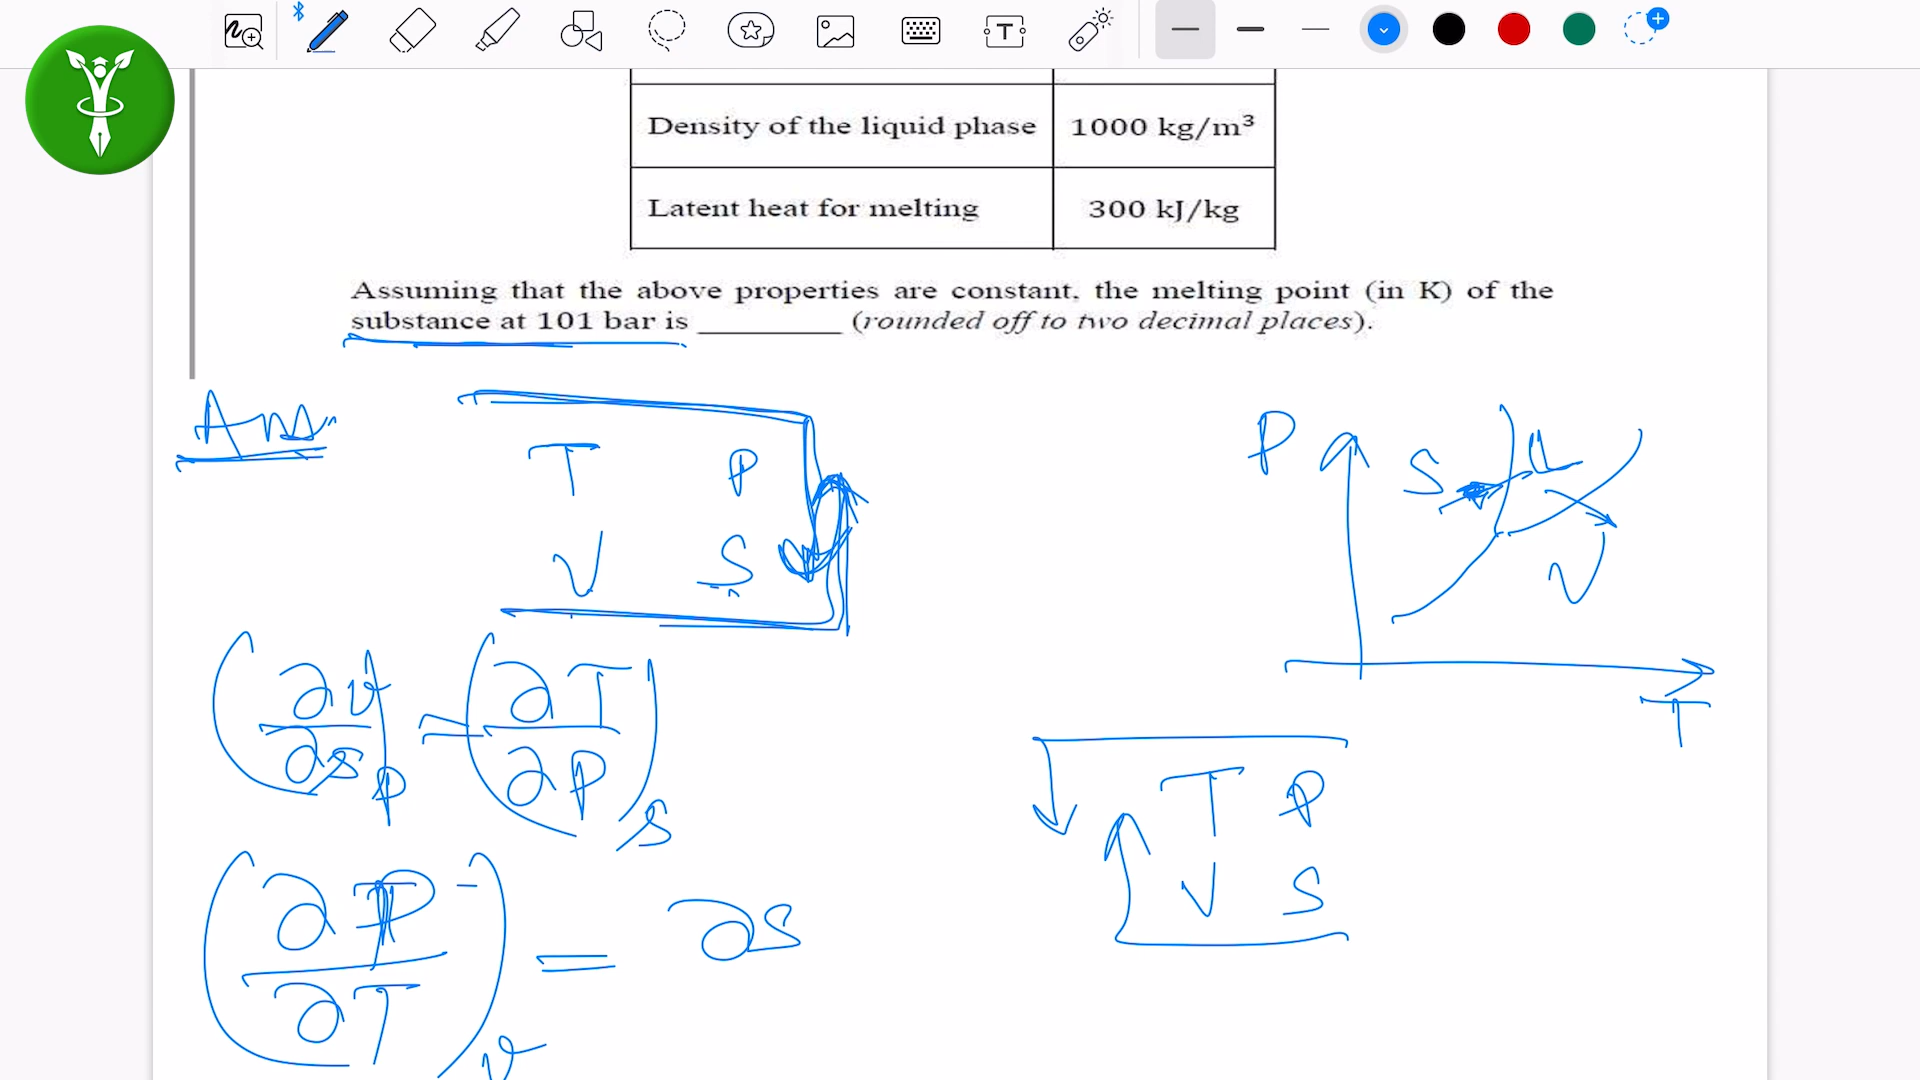 Density of the liquid phase 1000 kg/m³
Latent heat for melting 300 kJ/kg
Assuming that the above properties are constant, the melting point (in K) of the
substance at 101 bar is ________ (rounded off to two decimal places).
Ans.
T P
V S
P
S L
V
T
(∂v/∂s)p = (∂T/∂P)s
T P
V S
(∂P/∂T)v = ∂s